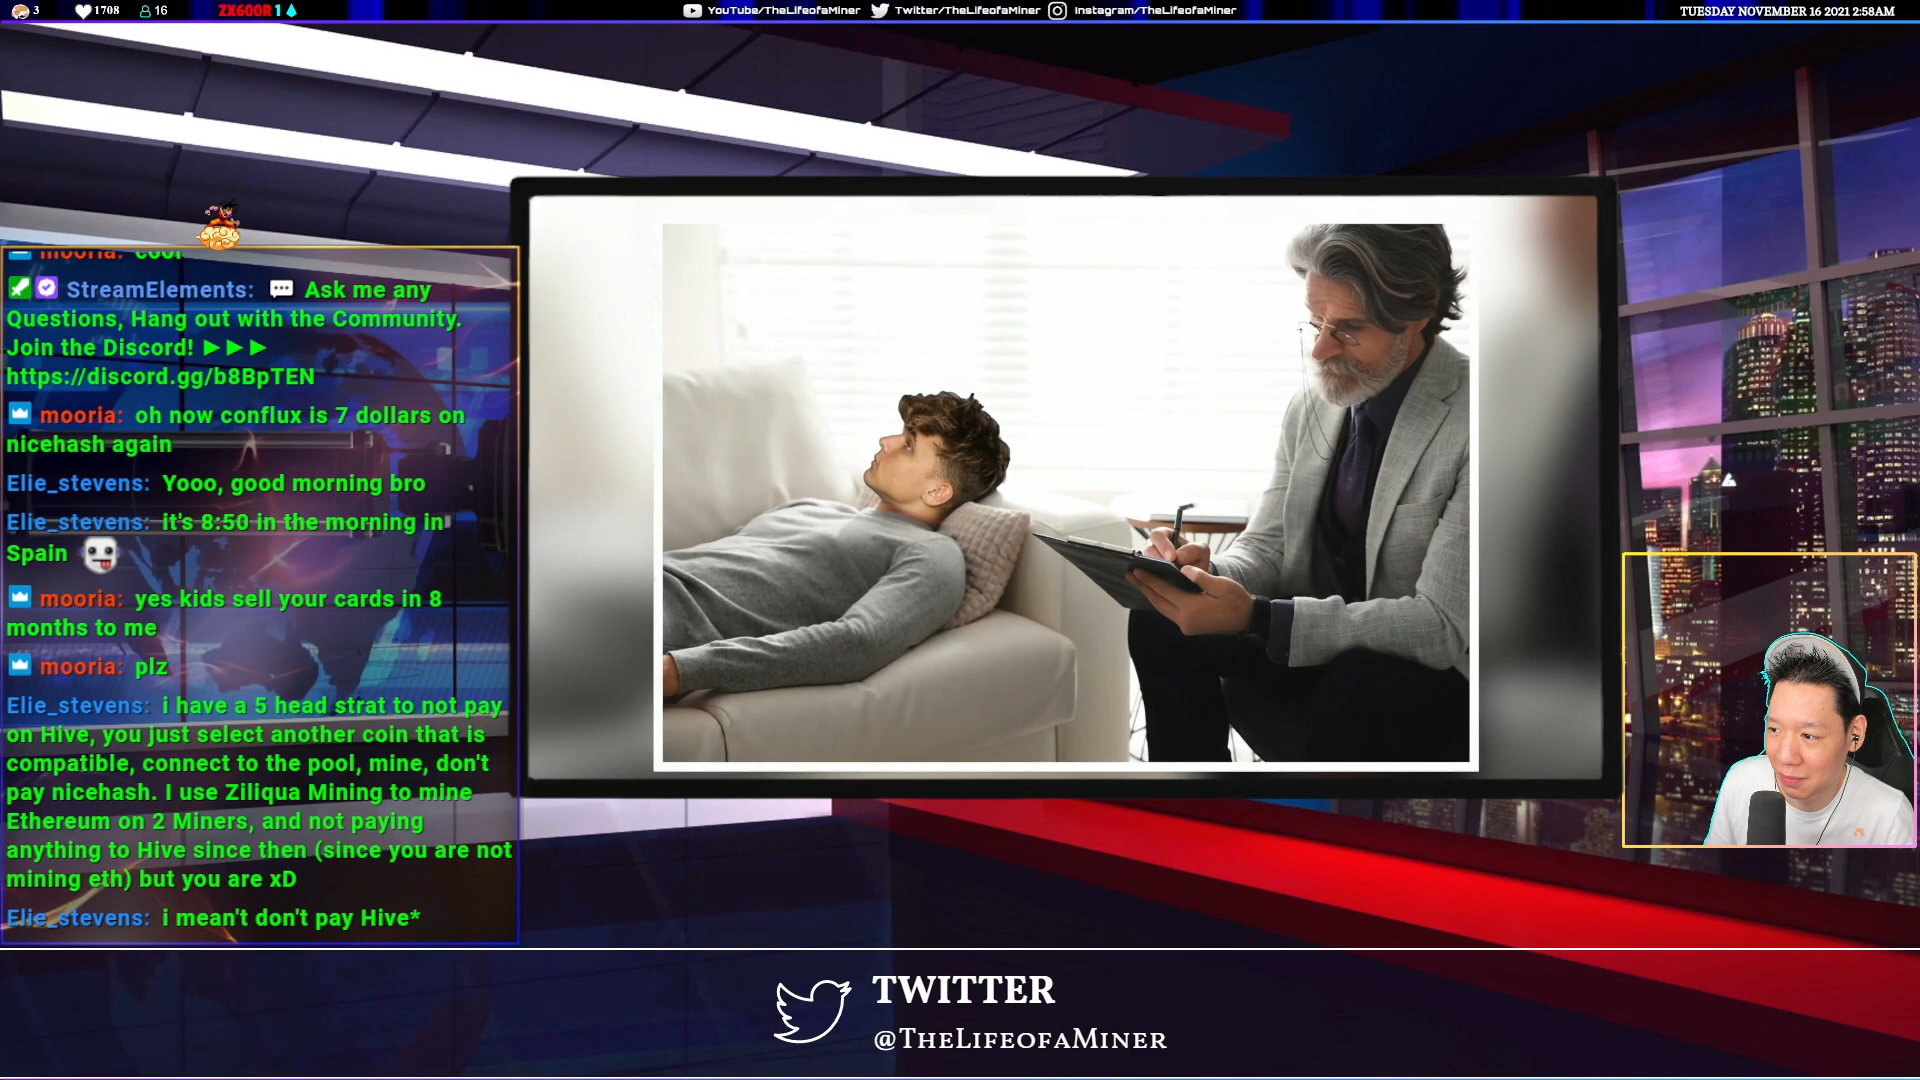 3 1708 16 ZX600R 1 YouTube/TheLifeofaMiner Twitter/TheLifeofaMiner Instagram/TheLifeofaMiner TUESDAY NOVEMBER 16 2021 2:58AM
mooria: cool
StreamElements: Ask me any
Questions, Hang out with the Community.
Join the Discord! ►►►
https://discord.gg/b8BpTEN
mooria: oh now conflux is 7 dollars on
nicehash again
Elie_stevens: Yooo, good morning bro
Elie_stevens: it's 8:50 in the morning in
Spain
mooria: yes kids sell your cards in 8
months to me
mooria: plz
Elie_stevens: i have a 5 head strat to not pay
on Hive, you just select another coin that is
compatible, connect to the pool, mine, don't
pay nicehash. I use Ziliqua Mining to mine
Ethereum on 2 Miners, and not paying
anything to Hive since then (since you are not
mining eth) but you are xD
Elie_stevens: i mean't don't pay Hive*
TWITTER
@TheLifeofaMiner